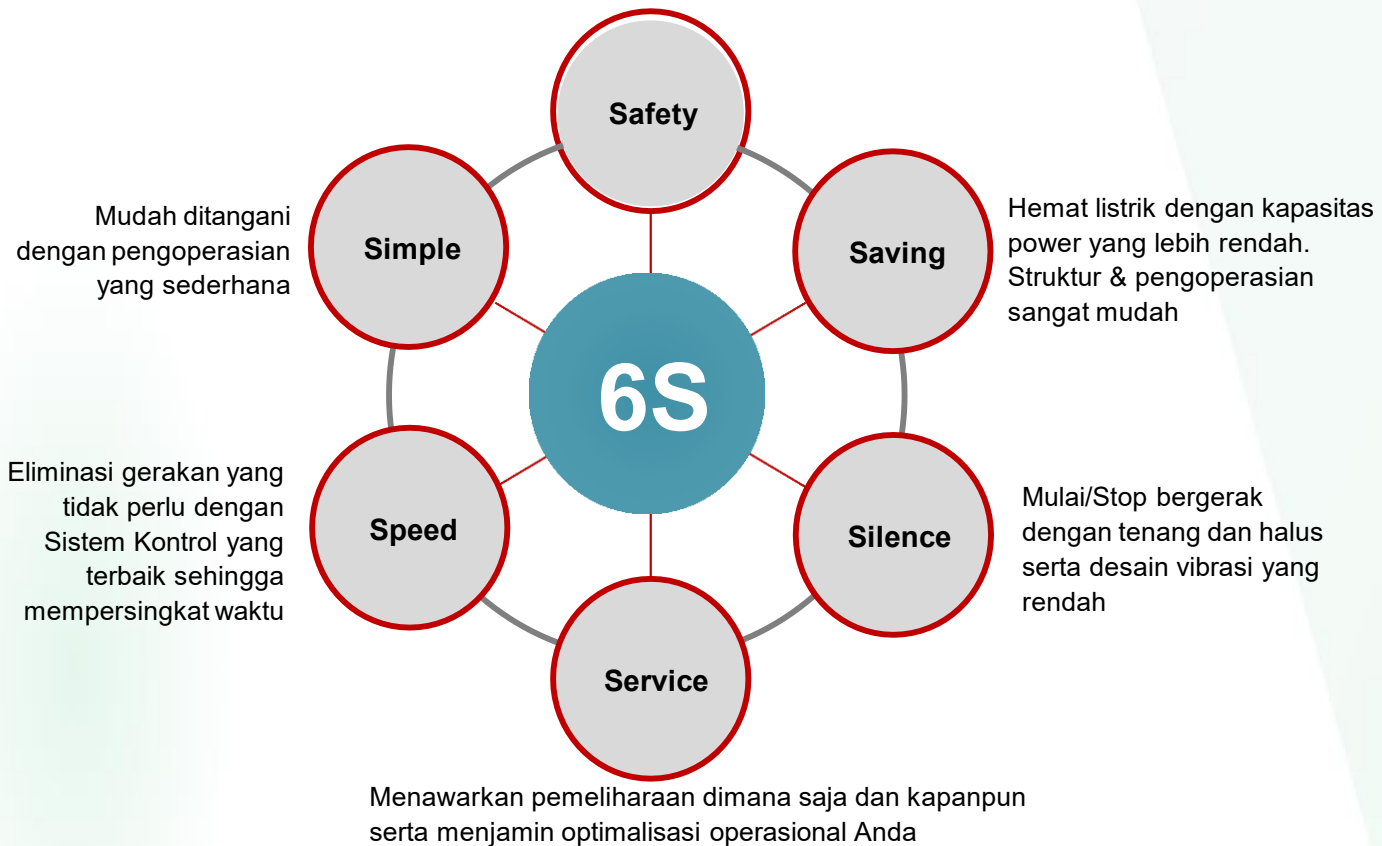 Safety
Simple
Mudah ditangani
dengan pengoperasian
yang sederhana
Saving
Hemat listrik dengan kapasitas
power yang lebih rendah.
Struktur & pengoperasian
sangat mudah
6S
Speed
Eliminasi gerakan yang
tidak perlu dengan
Sistem Kontrol yang
terbaik sehingga
mempersingkat waktu
Silence
Mulai/Stop bergerak
dengan tenang dan halus
serta desain vibrasi yang
rendah
Service
Menawarkan pemeliharaan dimana saja dan kapanpun
serta menjamin optimalisasi operasional Anda